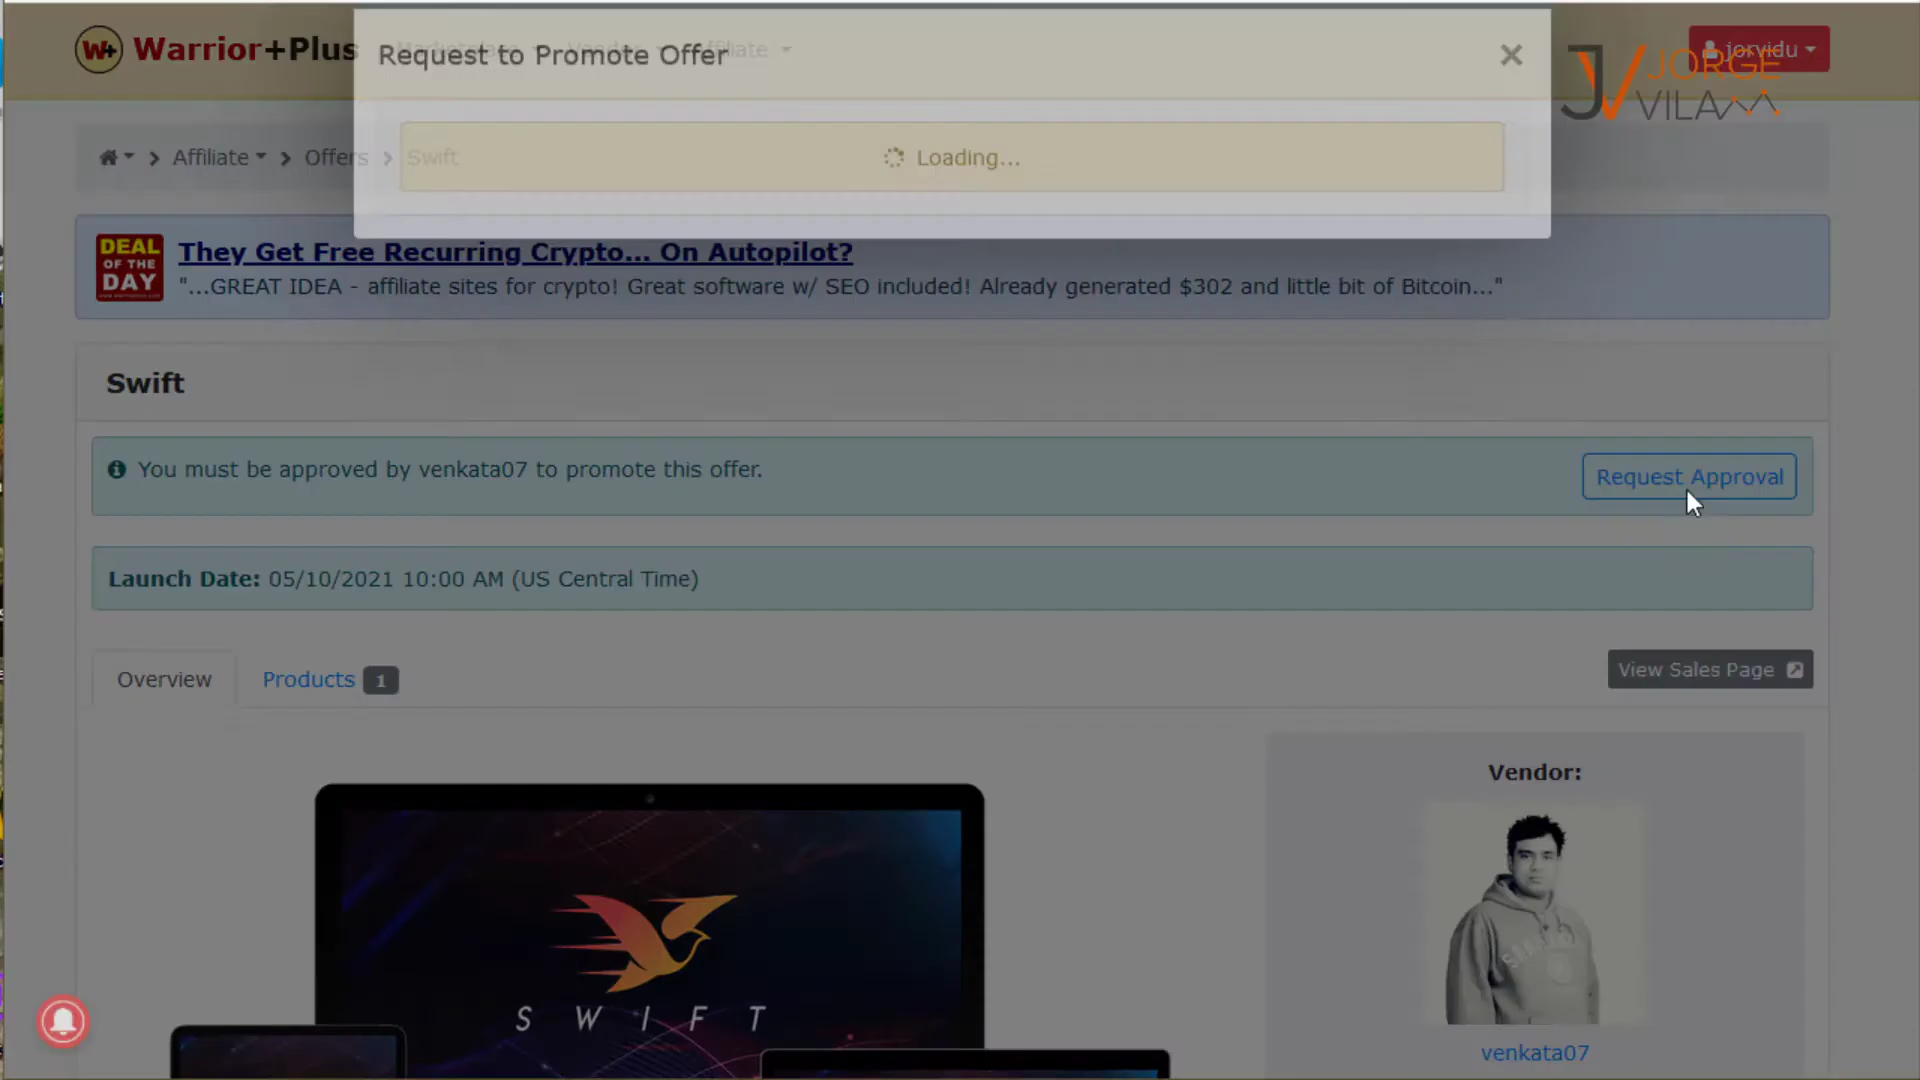 Warrior+Plus
Request to Promote Offer
jorvidu
JORGE
VILA
Affiliate
Offers
Swift
Loading...
DEAL
OF THE
DAY
They Get Free Recurring Crypto... On Autopilot?
"...GREAT IDEA - affiliate sites for crypto! Great software w/ SEO included! Already generated $302 and little bit of Bitcoin..."
Swift
You must be approved by venkata07 to promote this offer.
Request Approval
Launch Date: 05/10/2021 10:00 AM (US Central Time)
Overview
Products 1
View Sales Page
Vendor:
SWIFT
venkata07